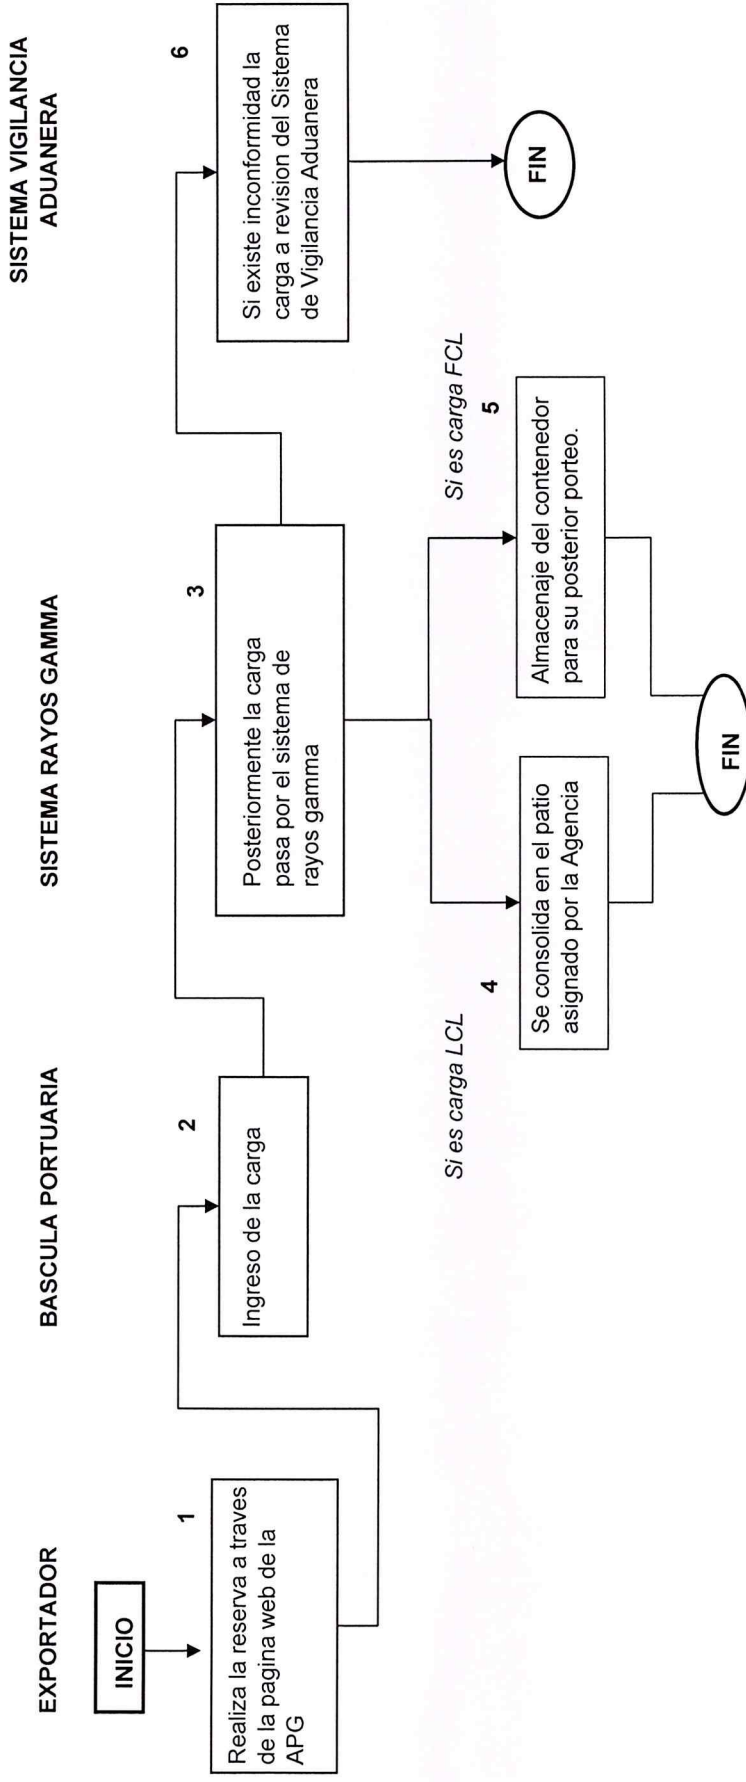 EXPORTADOR
BASCULA PORTUARIA
SISTEMA RAYOS GAMMA
SISTEMA VIGILANCIA
ADUANERA
INICIO
1
Realiza la reserva a traves
de la pagina web de la
APG
2
Ingreso de la carga
3
Posteriormente la carga
pasa por el sistema de
rayos gamma
6
Si existe inconformidad la
carga a revision del Sistema
de Vigilancia Aduanera
FIN
Si es carga LCL
4
Se consolida en el patio
asignado por la Agencia
Si es carga FCL
5
Almacenaje del contenedor
para su posterior porteo.
FIN